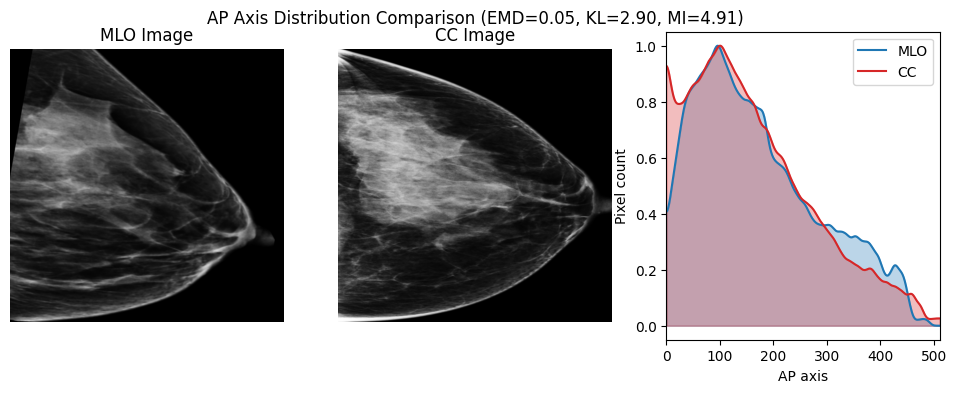 AP Axis Distribution Comparison (EMD=0.05, KL=2.90, MI=4.91)
MLO Image
CC Image
MLO
CC
Pixel count
1.0
0.8
0.6
0.4
0.2
0.0
0 100 200 300 400 500
AP axis